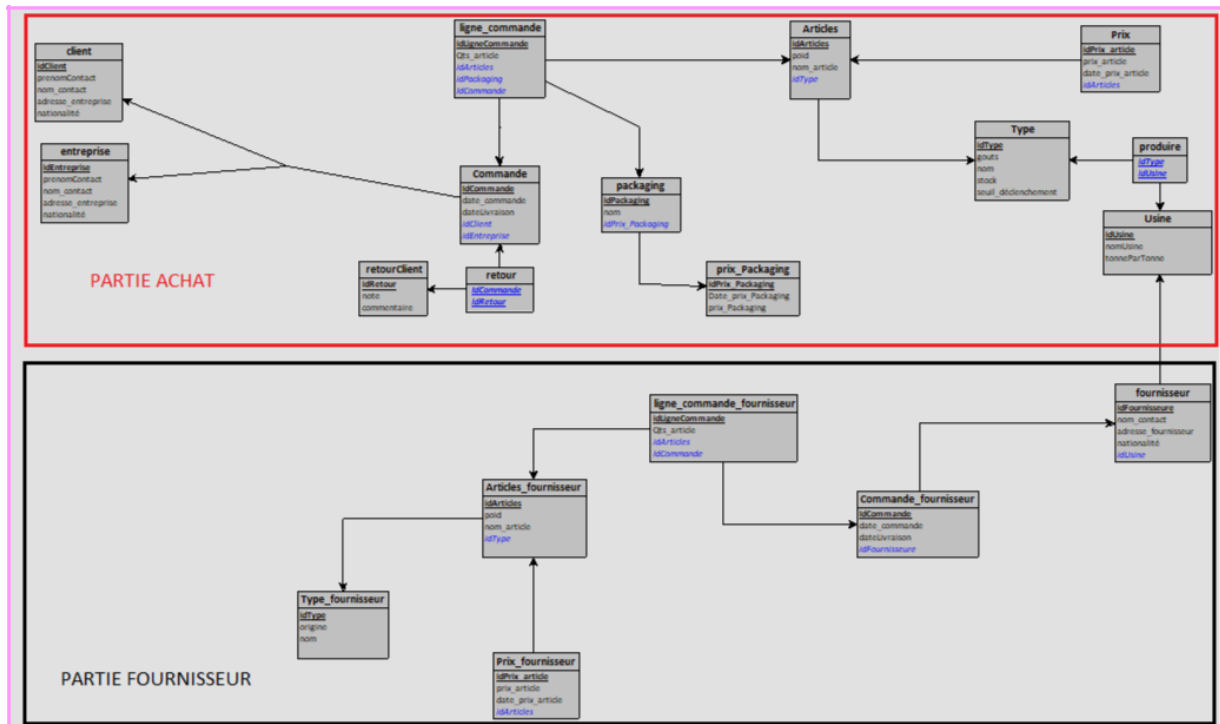 client
idClient
prenomContact
nom_contact
adresse_entreprise
nationalité
entreprise
idEntreprise
prenomContact
nom_contact
adresse_entreprise
nationalité
ligne_commande
idLigneCommande
Qts_article
idArticles
idPackaging
idCommande
Commande
idCommande
date_commande
dateLivraison
idClient
idEntreprise
retourClient
idRetour
note
commentaire
retour
idCommande
idRetour
packaging
idPackaging
nom
idPrix_Packaging
prix_Packaging
idPrix_Packaging
Date_prix_Packaging
prix_Packaging
Articles
idArticles
poid
nom_article
idType
Prix
idPrix_article
prix_article
date_prix_article
idArticles
Type
idType
gouts
nom
stock
seuil_déclenchement
produire
idType
idUsine
Usine
idUsine
nomUsine
tonneParTonne
PARTIE ACHAT
ligne_commande_fournisseur
idLigneCommande
Qts_article
idArticles
idCommande
fournisseur
idFournisseure
nom_contact
adresse_fournisseur
nationalité
idUsine
Articles_fournisseur
idArticles
poid
nom_article
idType
Commande_fournisseur
idCommande
date_commande
dateLivraison
idFournisseure
Type_fournisseur
idType
origine
nom
Prix_fournisseur
idPrix_article
prix_article
date_prix_article
idArticles
PARTIE FOURNISSEUR